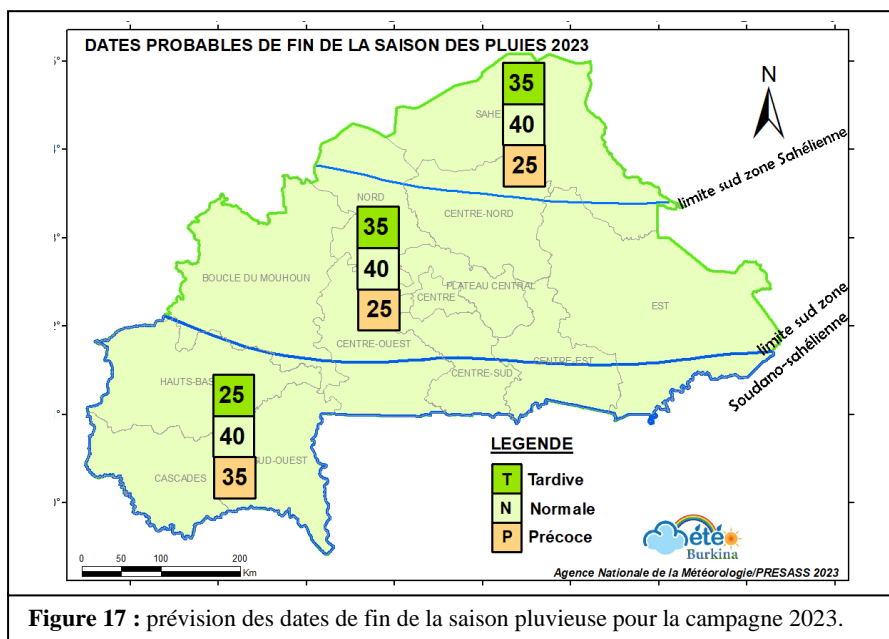 DATES PROBABLES DE FIN DE LA SAISON DES PLUIES 2023
N
35
SAHE
40
25
limite sud zone Sahélienne
NORD
CENTRE-NORD
35
40
25
BOUCLE DU MOUHOUN
PLATEAU CENTRAL
CENTRE
EST
CENTRE-OUEST
CENTRE-EST
CENTRE-SUD
limite sud zone
Soudano-sahélienne
HAUTS-BAS
25
40
35
SUD-OUEST
CASCADES
LEGENDE
T Tardive
N Normale
P Précoce
été
Burkina
0 50 100 200
Km
Agence Nationale de la Météorologie/PRESASS 2023
Figure 17 : prévision des dates de fin de la saison pluvieuse pour la campagne 2023.